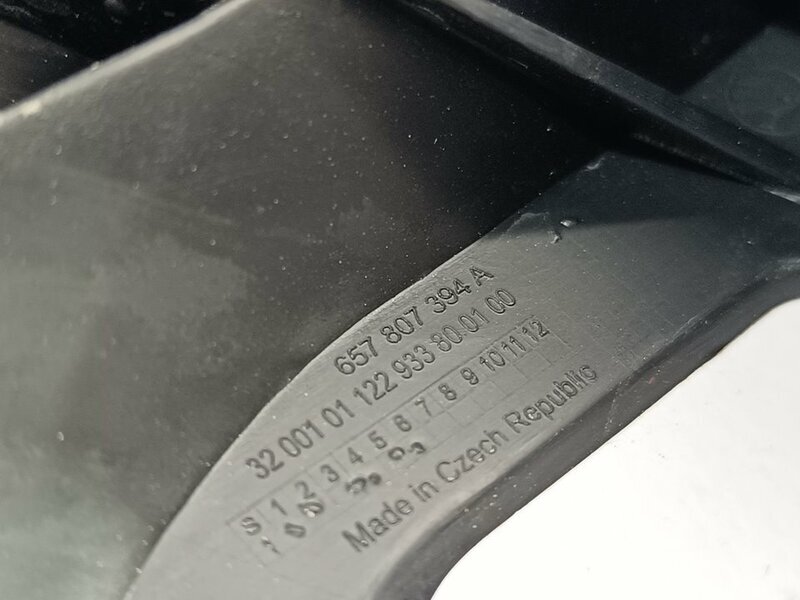 657 807 394 A
32 001 01 122 933 80 01 00
S 1 2 3 4 5 6 7 8 9 10 11 12
Made in Czech Republic